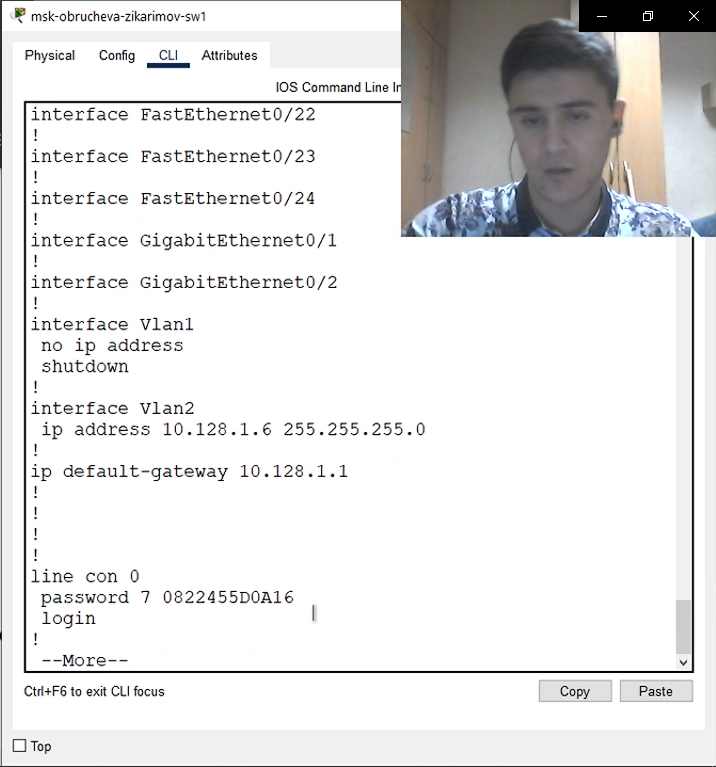 msk-obrucheva-zikarimov-sw1
Physical Config CLI Attributes
IOS Command Line In
interface FastEthernet0/22
!
interface FastEthernet0/23
!
interface FastEthernet0/24
!
interface GigabitEthernet0/1
!
interface GigabitEthernet0/2
!
interface Vlan1
no ip address
shutdown
!
interface Vlan2
ip address 10.128.1.6 255.255.255.0
!
ip default-gateway 10.128.1.1
!
!
!
!
line con 0
password 7 0822455D0A16
login
!
--More--
Ctrl+F6 to exit CLI focus
Copy Paste
Top